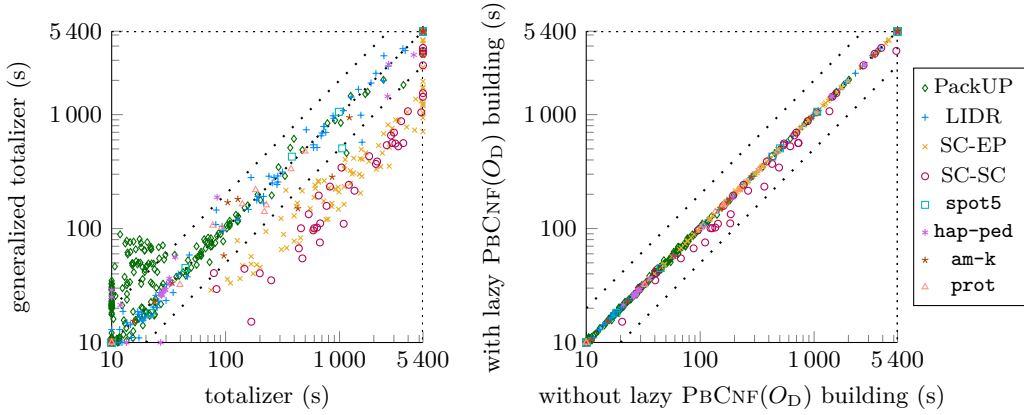 5 400
1 000
100
10
10
100
1 000
5 400
generalized totalizer (s)
totalizer (s)
5 400
1 000
100
10
10
100
1 000
5 400
with lazy PBCNF(O_D) building (s)
without lazy PBCNF(O_D) building (s)
PackUP
LIDR
SC-EP
SC-SC
spot5
hap-ped
am-k
prot